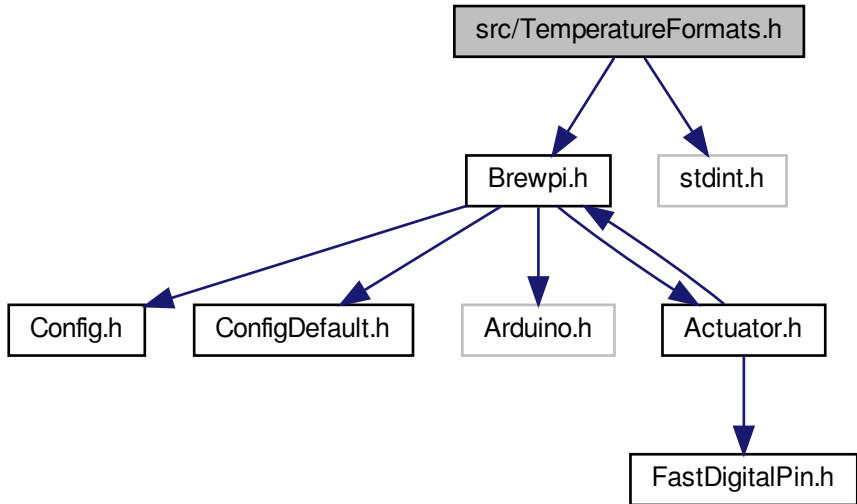 src/TemperatureFormats.h
Brewpi.h
stdint.h
Config.h
ConfigDefault.h
Arduino.h
Actuator.h
FastDigitalPin.h